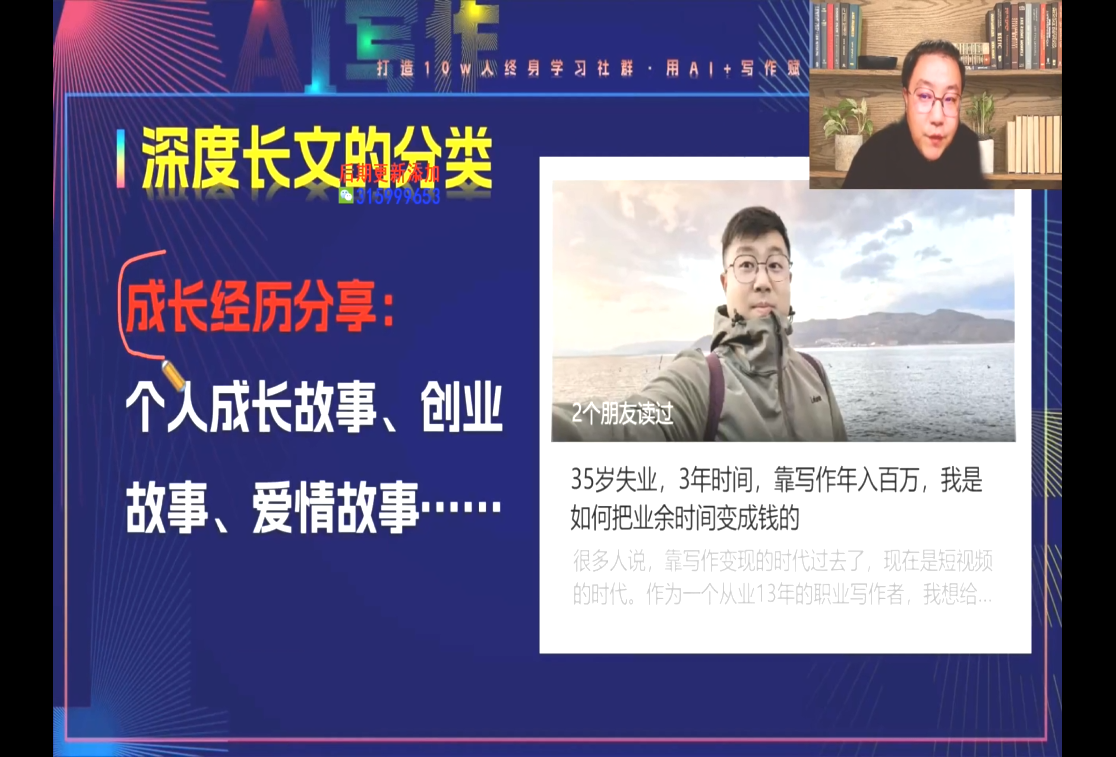 AI写作
打造10w人终身学习社群·用AI+写作赋
深度长文的分类
后期更新添加
315999653
成长经历分享：
个人成长故事、创业
故事、爱情故事……
2个朋友读过
35岁失业，3年时间，靠写作年入百万，我是
如何把业余时间变成钱的
很多人说，靠写作变现的时代过去了，现在是短视频
的时代。作为一个从业13年的职业写作者，我想给...